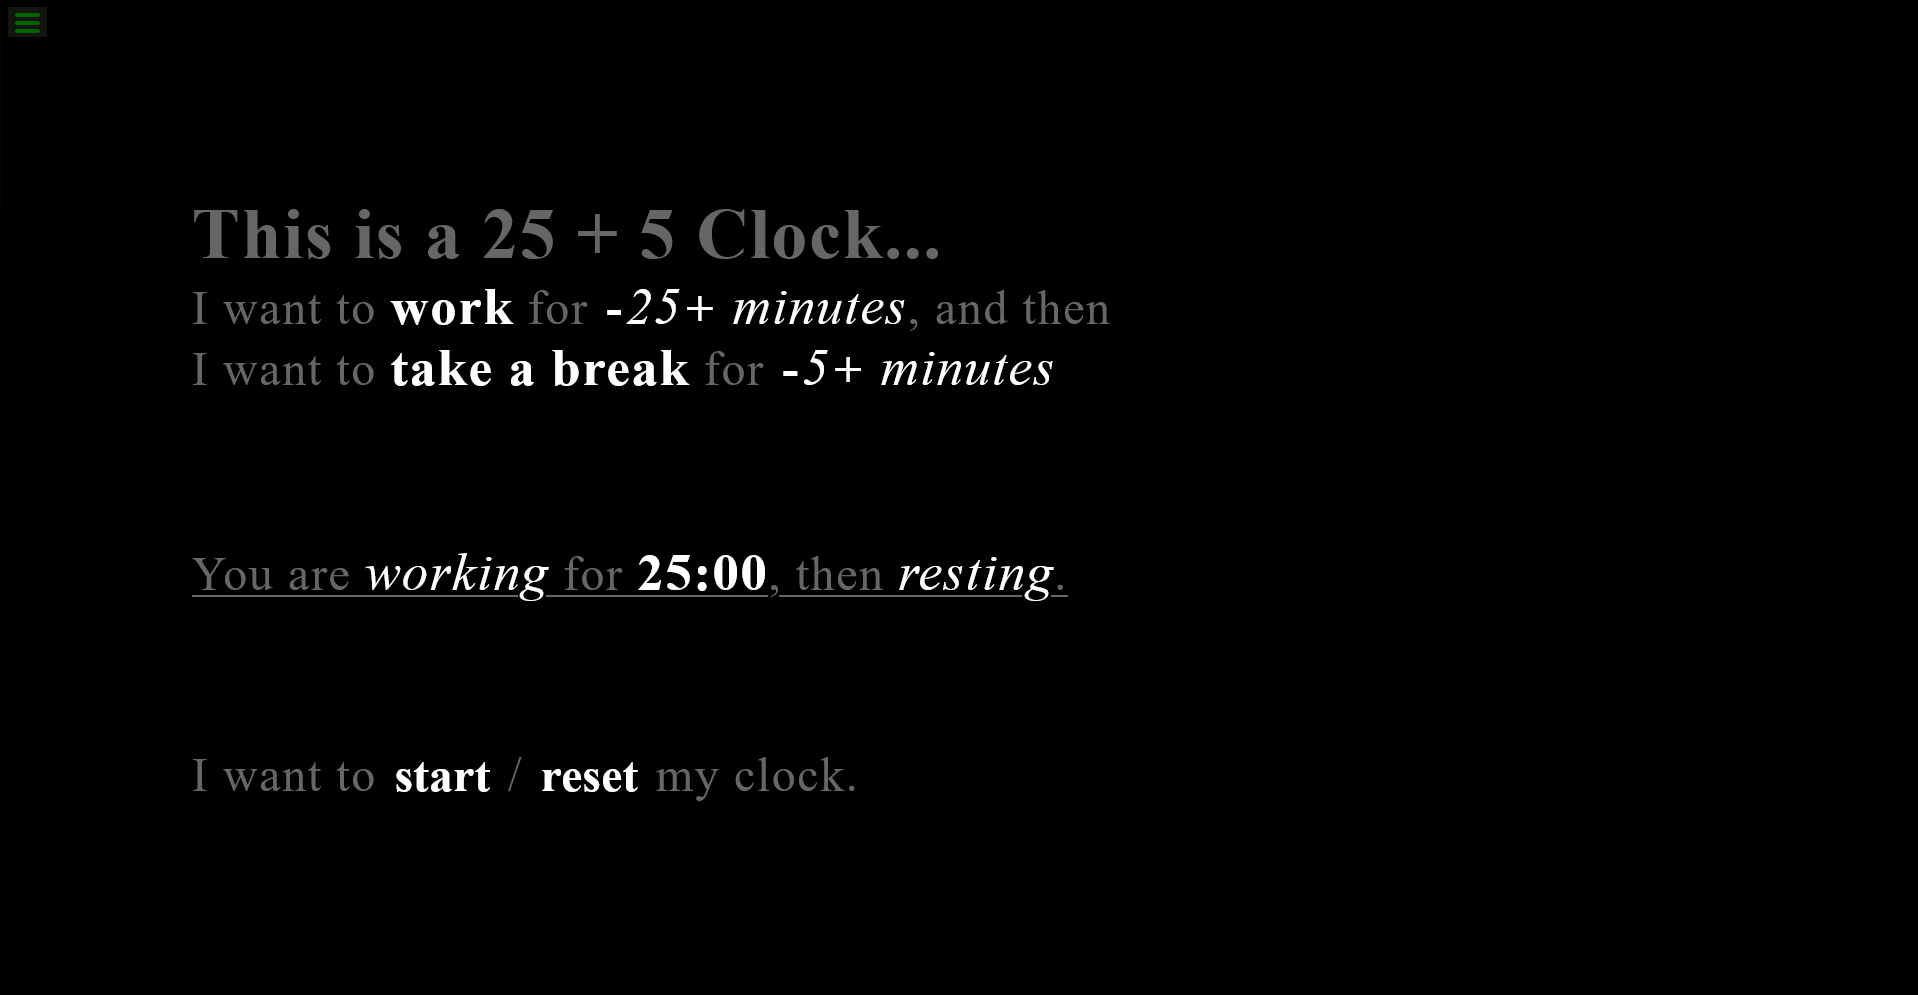 This is a 25 + 5 Clock...
I want to work for -25+ minutes, and then
I want to take a break for -5+ minutes
You are working for 25:00, then resting.
I want to start / reset my clock.